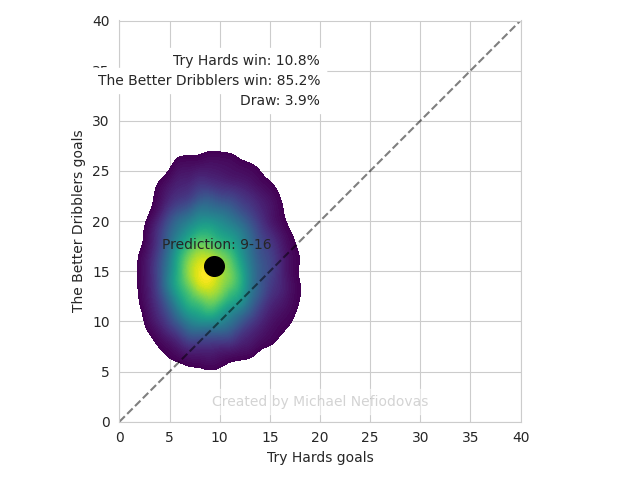 40
35
30
25
20
15
10
5
0
The Better Dribblers goals
Try Hards win: 10.8%
The Better Dribblers win: 85.2%
Draw: 3.9%
Prediction: 9-16
Created by Michael Nefiodovas
0 5 10 15 20 25 30 35 40
Try Hards goals